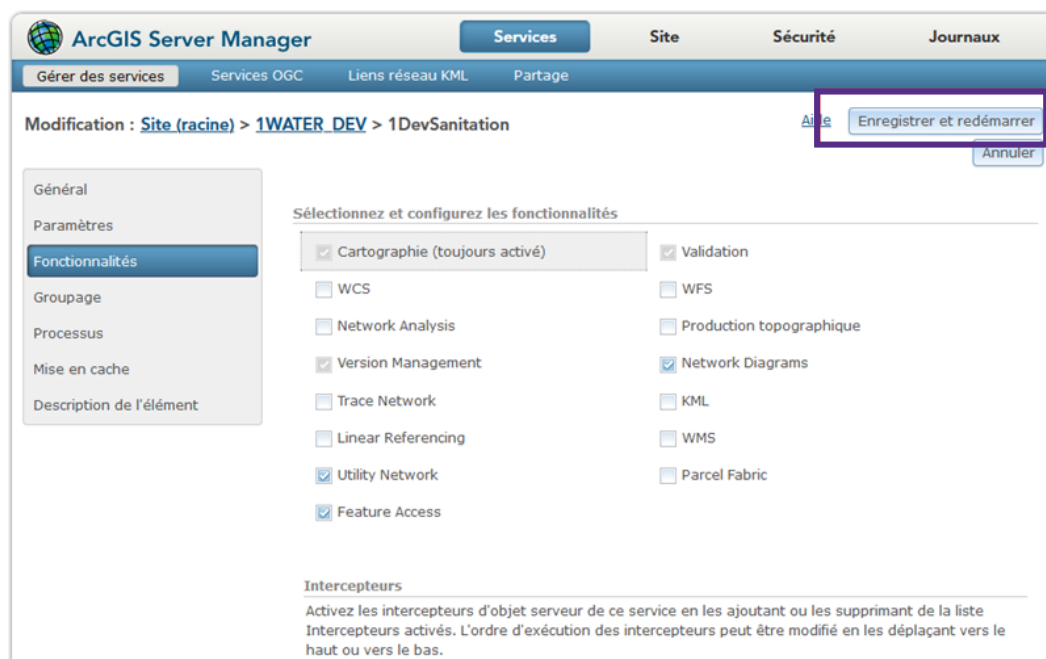 ArcGIS Server Manager Services Site Sécurité Journaux
Gérer des services Services OGC Liens réseau KML Partage
Modification : Site (racine) > 1WATER_DEV > 1DevSanitation Aide Enregistrer et redémarrer
Annuler
Général
Paramètres
Fonctionnalités
Groupage
Processus
Mise en cache
Description de l'élément
Sélectionnez et configurez les fonctionnalités
Cartographie (toujours activé) Validation
WCS WFS
Network Analysis Production topographique
Version Management Network Diagrams
Trace Network KML
Linear Referencing WMS
Utility Network Parcel Fabric
Feature Access
Intercepteurs
Activez les intercepteurs d'objet serveur de ce service en les ajoutant ou les supprimant de la liste
Intercepteurs activés. L'ordre d'exécution des intercepteurs peut être modifié en les déplaçant vers le
haut ou vers le bas.